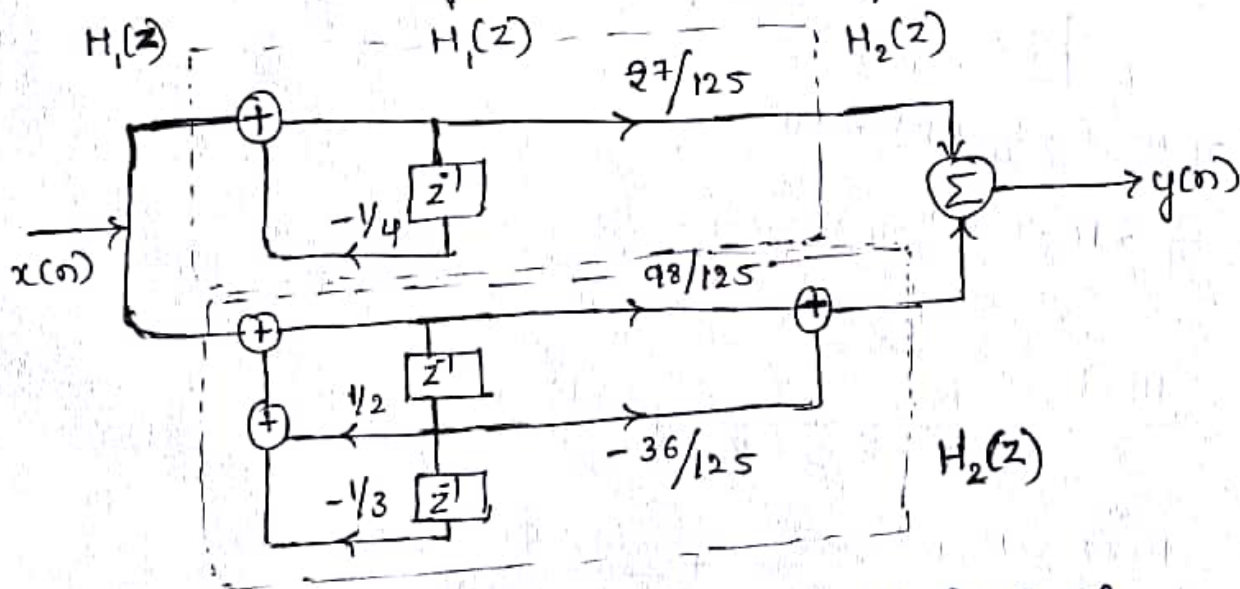 H₁(Z) H₁(Z) H₂(Z)
27/125
z⁻¹
-1/4
x(n)
Σ
y(n)
98/125
z⁻¹
1/2
-36/125
H₂(Z)
-1/3
z⁻¹